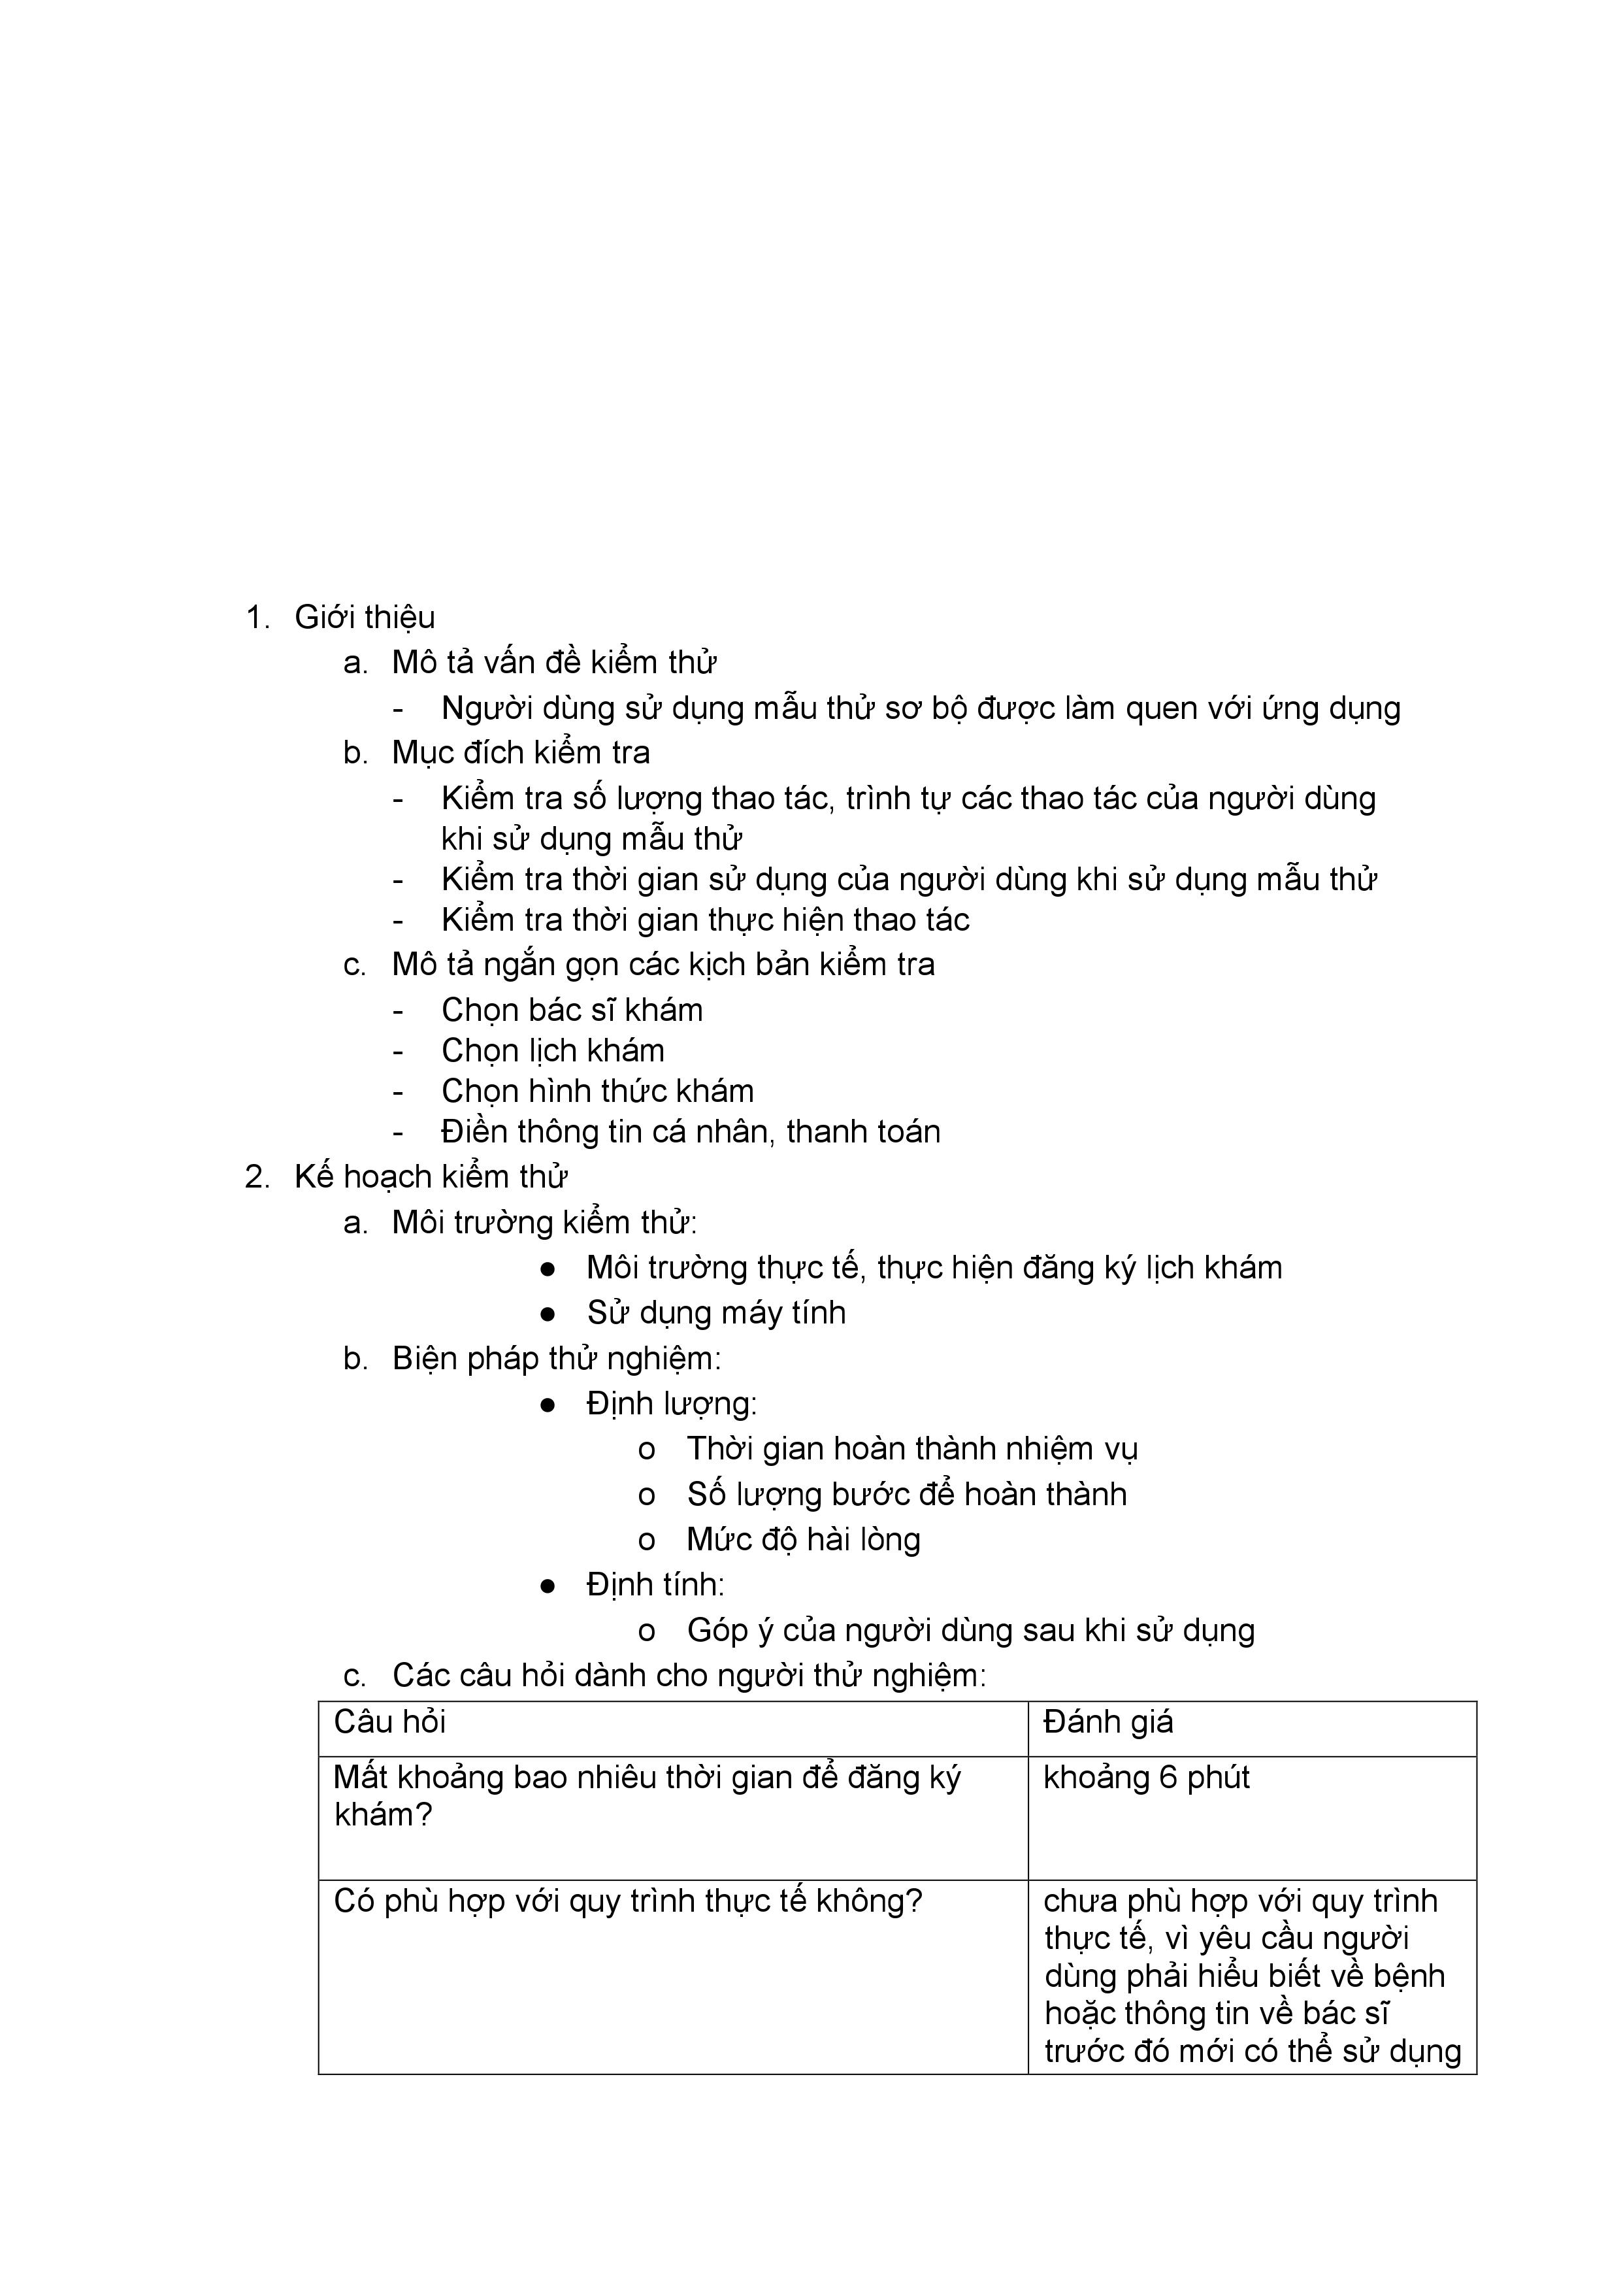 1. Giới thiệu
a. Mô tả vấn đề kiểm thử
- Người dùng sử dụng mẫu thử sơ bộ được làm quen với ứng dụng
b. Mục đích kiểm tra
- Kiểm tra số lượng thao tác, trình tự các thao tác của người dùng
khi sử dụng mẫu thử
- Kiểm tra thời gian sử dụng của người dùng khi sử dụng mẫu thử
- Kiểm tra thời gian thực hiện thao tác
c. Mô tả ngắn gọn các kịch bản kiểm tra
- Chọn bác sĩ khám
- Chọn lịch khám
- Chọn hình thức khám
- Điền thông tin cá nhân, thanh toán
2. Kế hoạch kiểm thử
a. Môi trường kiểm thử:
● Môi trường thực tế, thực hiện đăng ký lịch khám
● Sử dụng máy tính
b. Biện pháp thử nghiệm:
● Định lượng:
o Thời gian hoàn thành nhiệm vụ
o Số lượng bước để hoàn thành
o Mức độ hài lòng
● Định tính:
o Góp ý của người dùng sau khi sử dụng
c. Các câu hỏi dành cho người thử nghiệm:
Câu hỏi
Đánh giá
Mất khoảng bao nhiêu thời gian để đăng ký
khám?
khoảng 6 phút
Có phù hợp với quy trình thực tế không?
chưa phù hợp với quy trình
thực tế, vì yêu cầu người
dùng phải hiểu biết về bệnh
hoặc thông tin về bác sĩ
trước đó mới có thể sử dụng